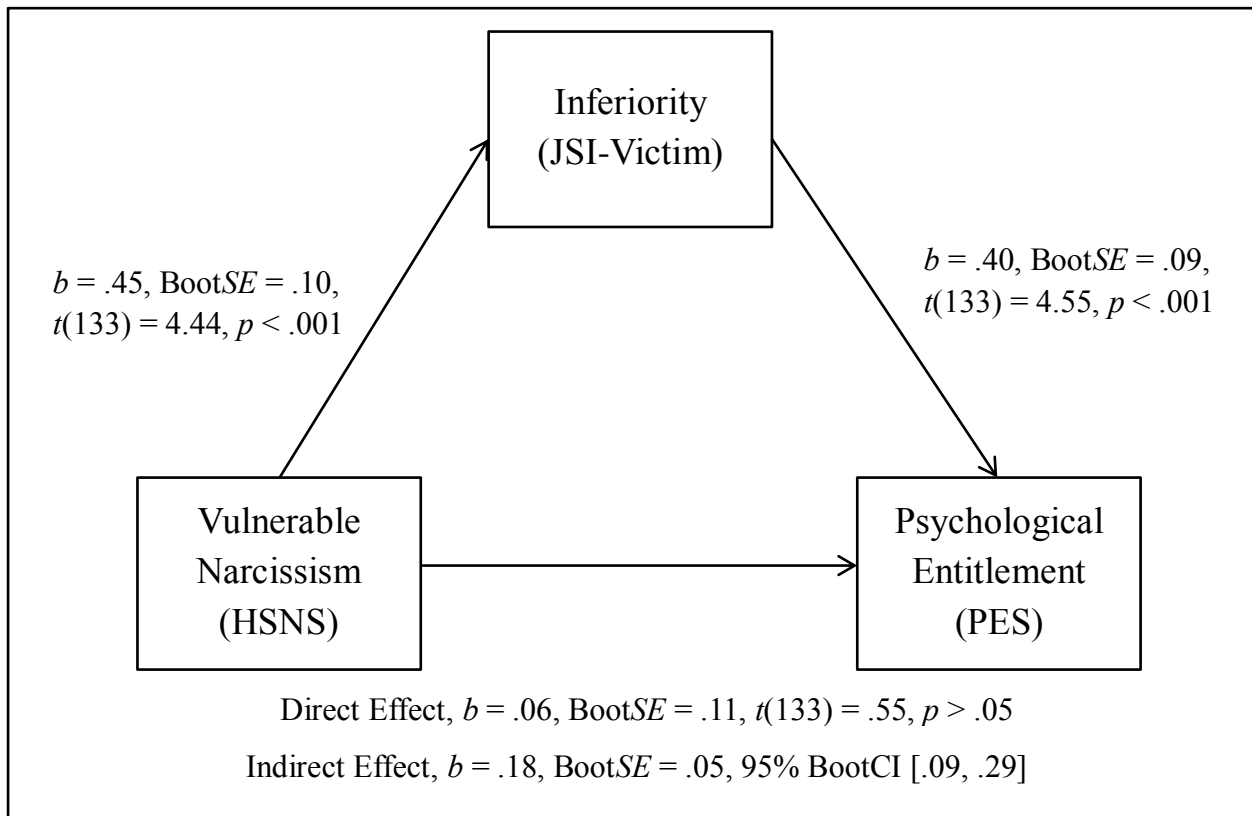 Inferiority
(JSI-Victim)
b = .45, BootSE = .10,
t(133) = 4.44, p < .001
b = .40, BootSE = .09,
t(133) = 4.55, p < .001
Vulnerable
Narcissism
(HSNS)
Psychological
Entitlement
(PES)
Direct Effect, b = .06, BootSE = .11, t(133) = .55, p > .05
Indirect Effect, b = .18, BootSE = .05, 95% BootCI [.09, .29]